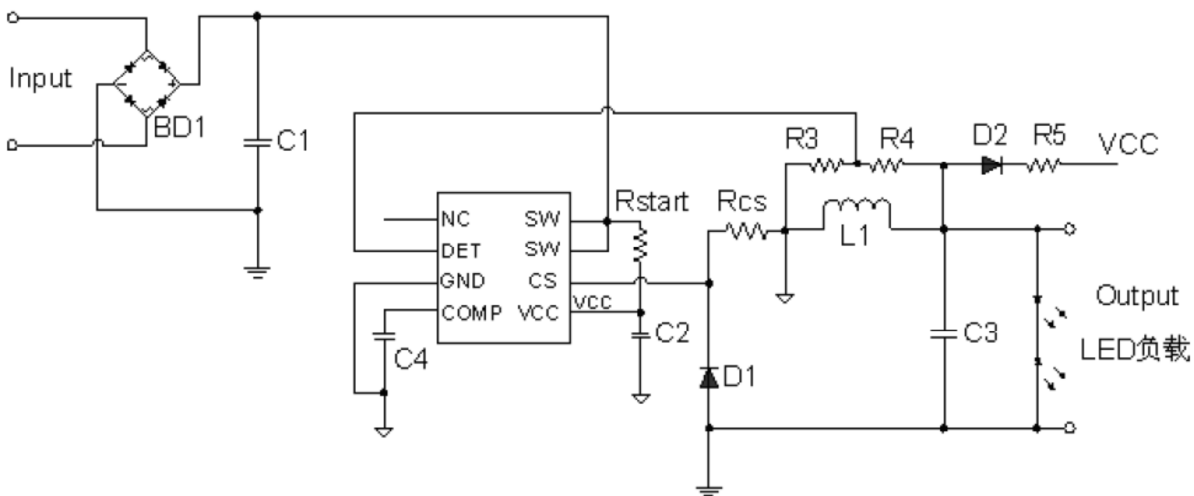 Input
BD1
C1
R3
R4
D2
R5
VCC
Rstart
Rcs
L1
NC
SW
DET
SW
GND
CS
COMP
VCC
VCC
C4
C2
D1
C3
Output
LED负载